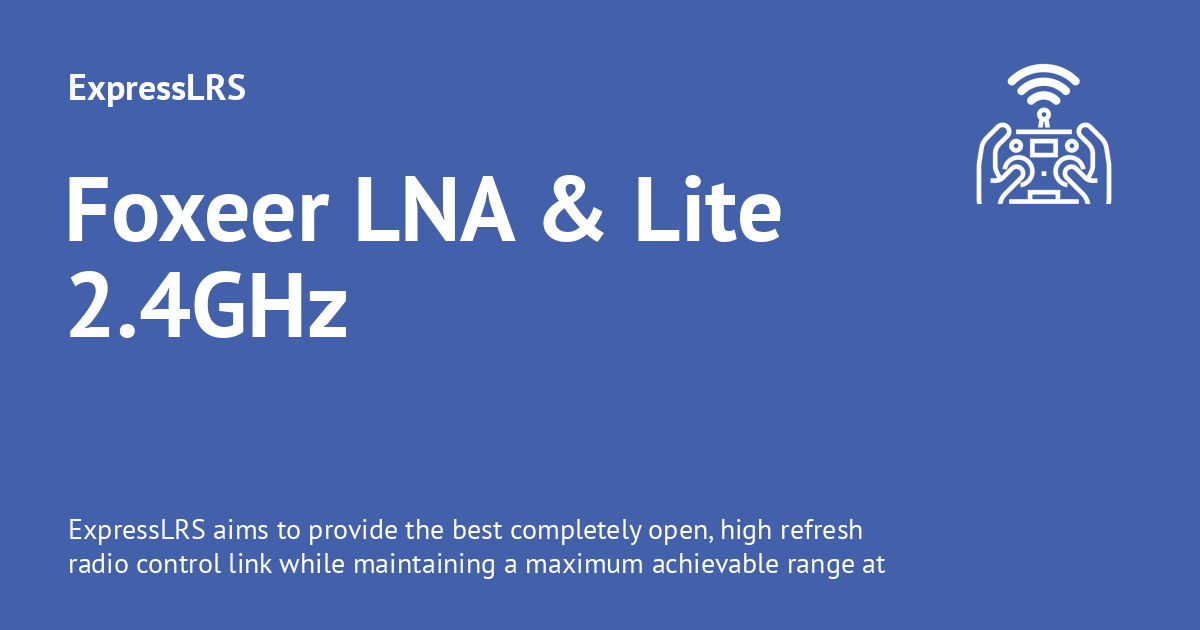 ExpressLRS
Foxeer LNA & Lite
2.4GHz
ExpressLRS aims to provide the best completely open, high refresh
radio control link while maintaining a maximum achievable range at